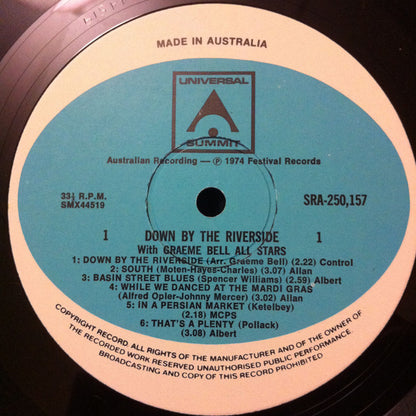 MADE IN AUSTRALIA
UNIVERSAL
SUMMIT
Australian Recording — ℗ 1974 Festival Records
33⅓ R.P.M.
SMX44519
SRA-250,157
1 DOWN BY THE RIVERSIDE 1
With GRAEME BELL ALL STARS
1: DOWN BY THE RIVERSIDE (Arr. Graeme Bell) (2.22) Control
2: SOUTH (Moten-Hayes-Charles) (3.07) Allan
3: BASIN STREET BLUES (Spencer Williams) (2.59) Albert
4: WHILE WE DANCED AT THE MARDI GRAS
(Alfred Opler-Johnny Mercer) (3.02) Allan
5: IN A PERSIAN MARKET (Ketelbey)
(2.18) MCPS
6: THAT'S A PLENTY (Pollack)
(3.08) Albert
COPYRIGHT RECORD. ALL RIGHTS OF THE MANUFACTURER AND OF THE OWNER OF
THE RECORDED WORK RESERVED UNAUTHORISED PUBLIC PERFORMANCE,
BROADCASTING AND COPY OF THIS RECORD PROHIBITED